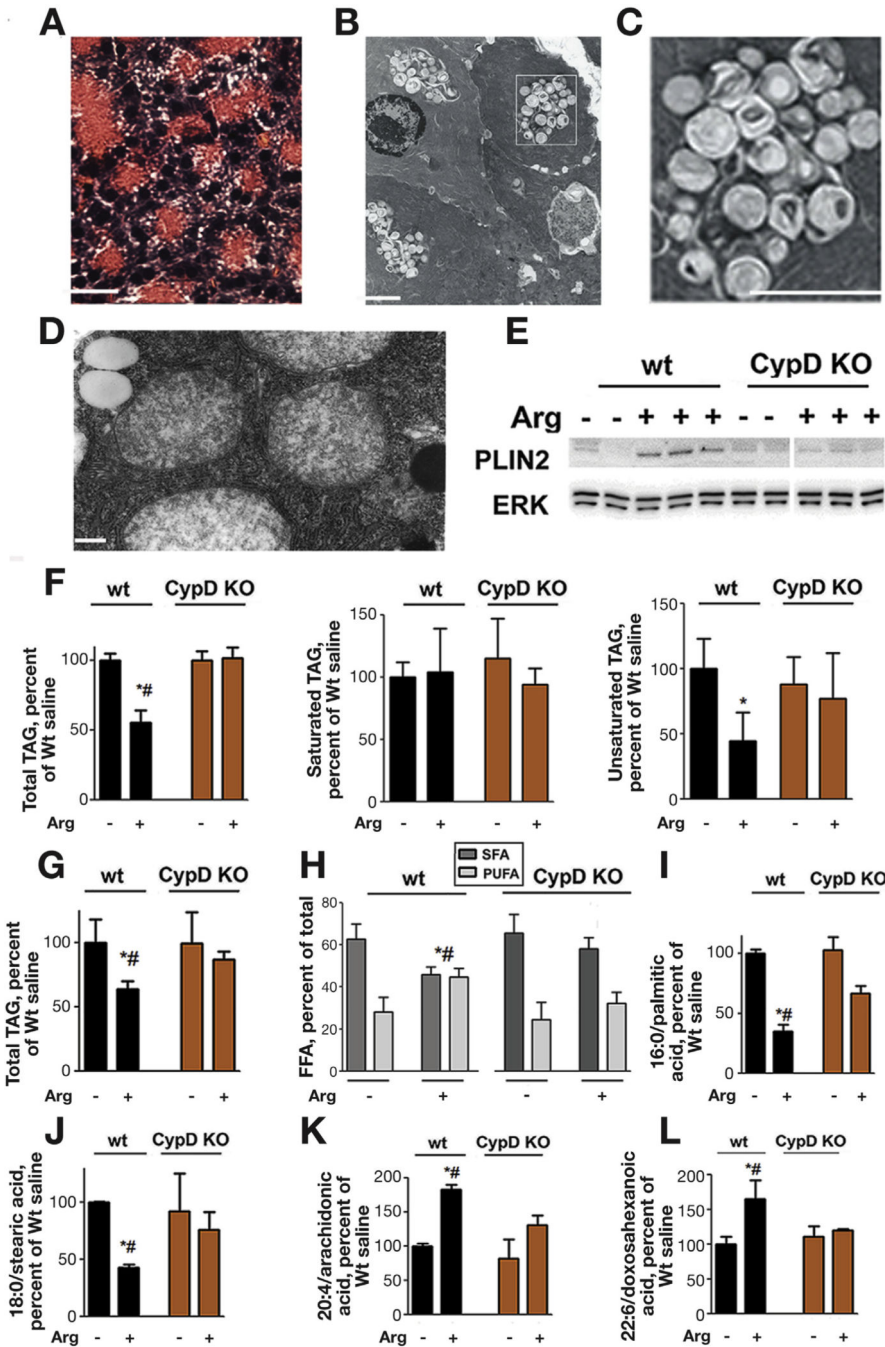 A
B
C
D
E
wt
CypD KO
Arg
- - + + + - - + + +
PLIN2
ERK
F
wt
CypD KO
Total TAG, percent
of Wt saline
100
50
0
Arg
- + - +
wt
CypD KO
Saturated TAG,
percent of Wt saline
150
100
50
0
Arg
- + - +
wt
CypD KO
Unsaturated TAG,
percent of Wt saline
150
100
50
0
Arg
- + - +
*#
*
G
wt
CypD KO
Total TAG, percent
of Wt saline
100
50
0
*#
Arg
- + - +
H
SFA
PUFA
wt
CypD KO
FFA, percent of total
80
60
40
20
0
*#
Arg
- + - +
I
wt
CypD KO
16:0/palmitic
acid, percent of
Wt saline
100
50
0
*#
Arg
- + - +
J
wt
CypD KO
18:0/stearic acid,
percent of Wt saline
100
50
0
*#
Arg
- + - +
K
wt
CypD KO
20:4/arachidonic
acid, percent of
Wt saline
200
150
100
50
0
*#
Arg
- + - +
L
wt
CypD KO
22:6/doxosahexanoic
acid, percent of
Wt saline
200
150
100
50
0
*#
Arg
- + - +